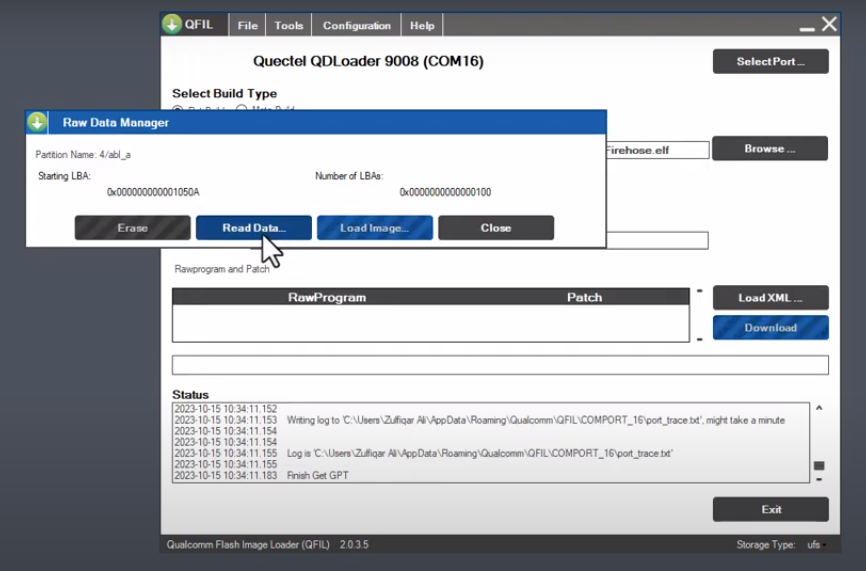 QFIL File Tools Configuration Help
Quectel QDLoader 9008 (COM16)
Select Port ...
Select Build Type
Raw Data Manager
Partition Name: 4/abl_a
Starting LBA:
Number of LBAs:
0x000000000001050A
0x0000000000000100
Erase
Read Data...
Load Image...
Close
Firehose.elf
Browse ...
Rawprogram and Patch
RawProgram
Patch
Load XML ...
Download
Status
2023-10-15 10:34:11.152
2023-10-15 10:34:11.153 Writing log to 'C:\Users\Zulfiqar Ali\AppData\Roaming\Qualcomm\QFIL\COMPORT_16\port_trace.txt', might take a minute
2023-10-15 10:34:11.154
2023-10-15 10:34:11.154
2023-10-15 10:34:11.155 Log is 'C:\Users\Zulfiqar Ali\AppData\Roaming\Qualcomm\QFIL\COMPORT_16\port_trace.txt'
2023-10-15 10:34:11.155
2023-10-15 10:34:11.183 Finish Get GPT
Exit
Qualcomm Flash Image Loader (QFIL) 2.0.3.5
Storage Type: ufs